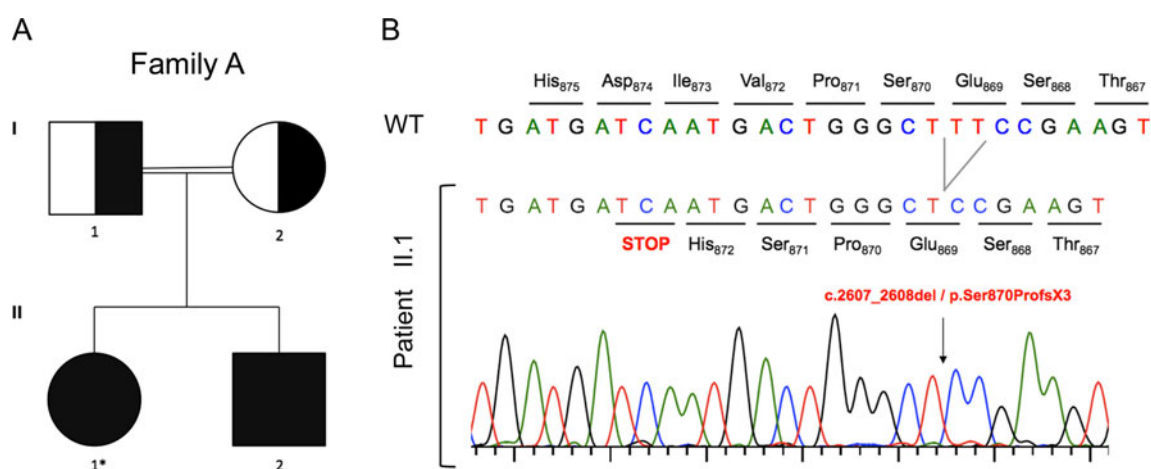 A
Family A
I
1
2
II
1*
2
B
His875 Asp874 Ile873 Val872 Pro871 Ser870 Glu869 Ser868 Thr867
WT
T G A T G A T C A A T G A C T G G G C T T T C C G A A G T
Patient II.1
T G A T G A T C A A T G A C T G G G C T C C G A A G T
STOP His872 Ser871 Pro870 Glu869 Ser868 Thr867
c.2607_2608del / p.Ser870ProfsX3